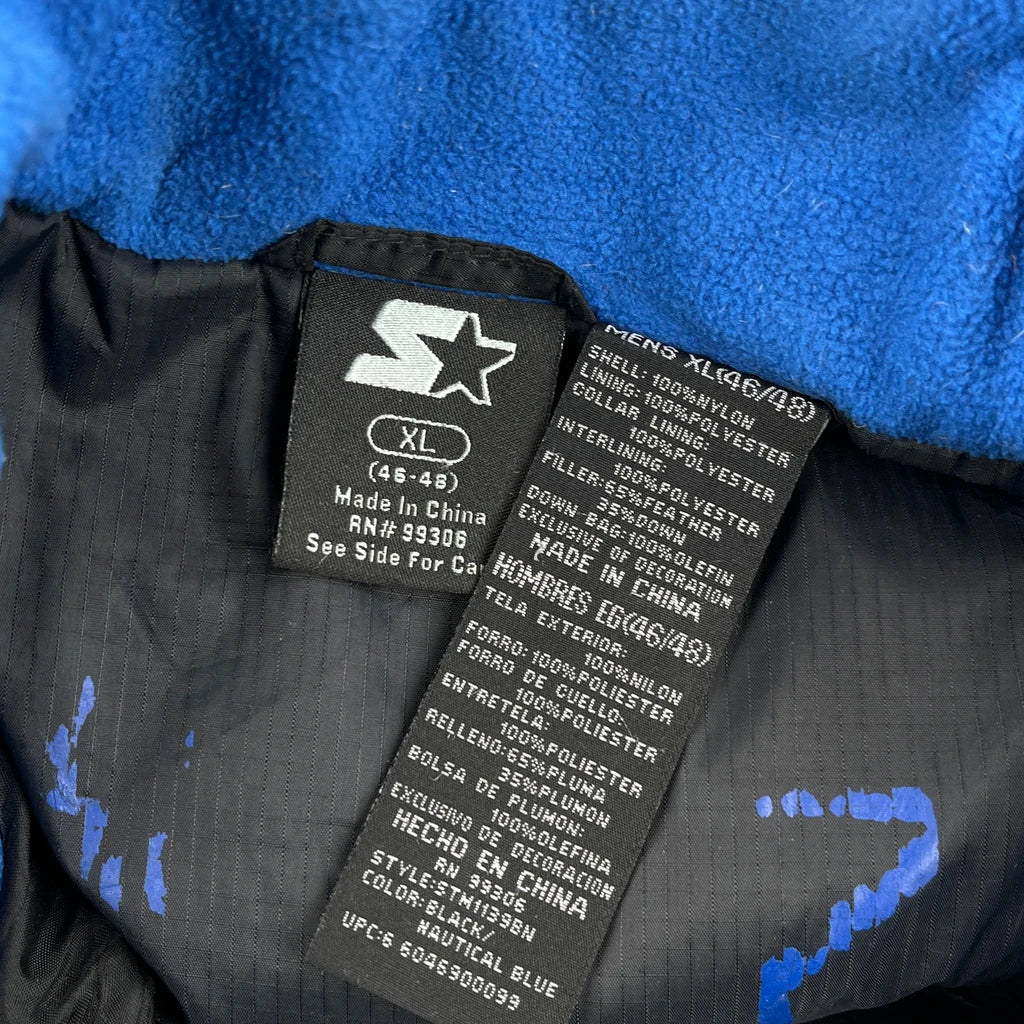 XL
(46-48)
Made In China
RN# 99306
See Side For
MENS XL(46/48)
SHELL:100%NYLON
LINING:100%POLYESTER
COLLAR LINING:
100%POLYESTER
INTERLINING:
100%POLYESTER
FILLER:65%FEATHER
35%DOWN
DOWN BAG:100%OLEFIN
EXCLUSIVE OF DECORATION
MADE IN CHINA
HOMBRES EG(46/48)
TELA EXTERIOR:
100%NILON
FORRO:100%POLIESTER
FORRO DE CUELLO.
100%POLIESTER
ENTRETELA:
100%POLIESTER
RELLENO:65%PLUMA
35%PLUMON
BOLSA DE PLUMON:
100%OLEFINA
EXCLUSIVO DE DECORACION
HECHO EN CHINA
RN 99306
STYLE:STM1139BN
COLOR:BLACK/
NAUTICAL BLUE
UPC:6 6046900099
7